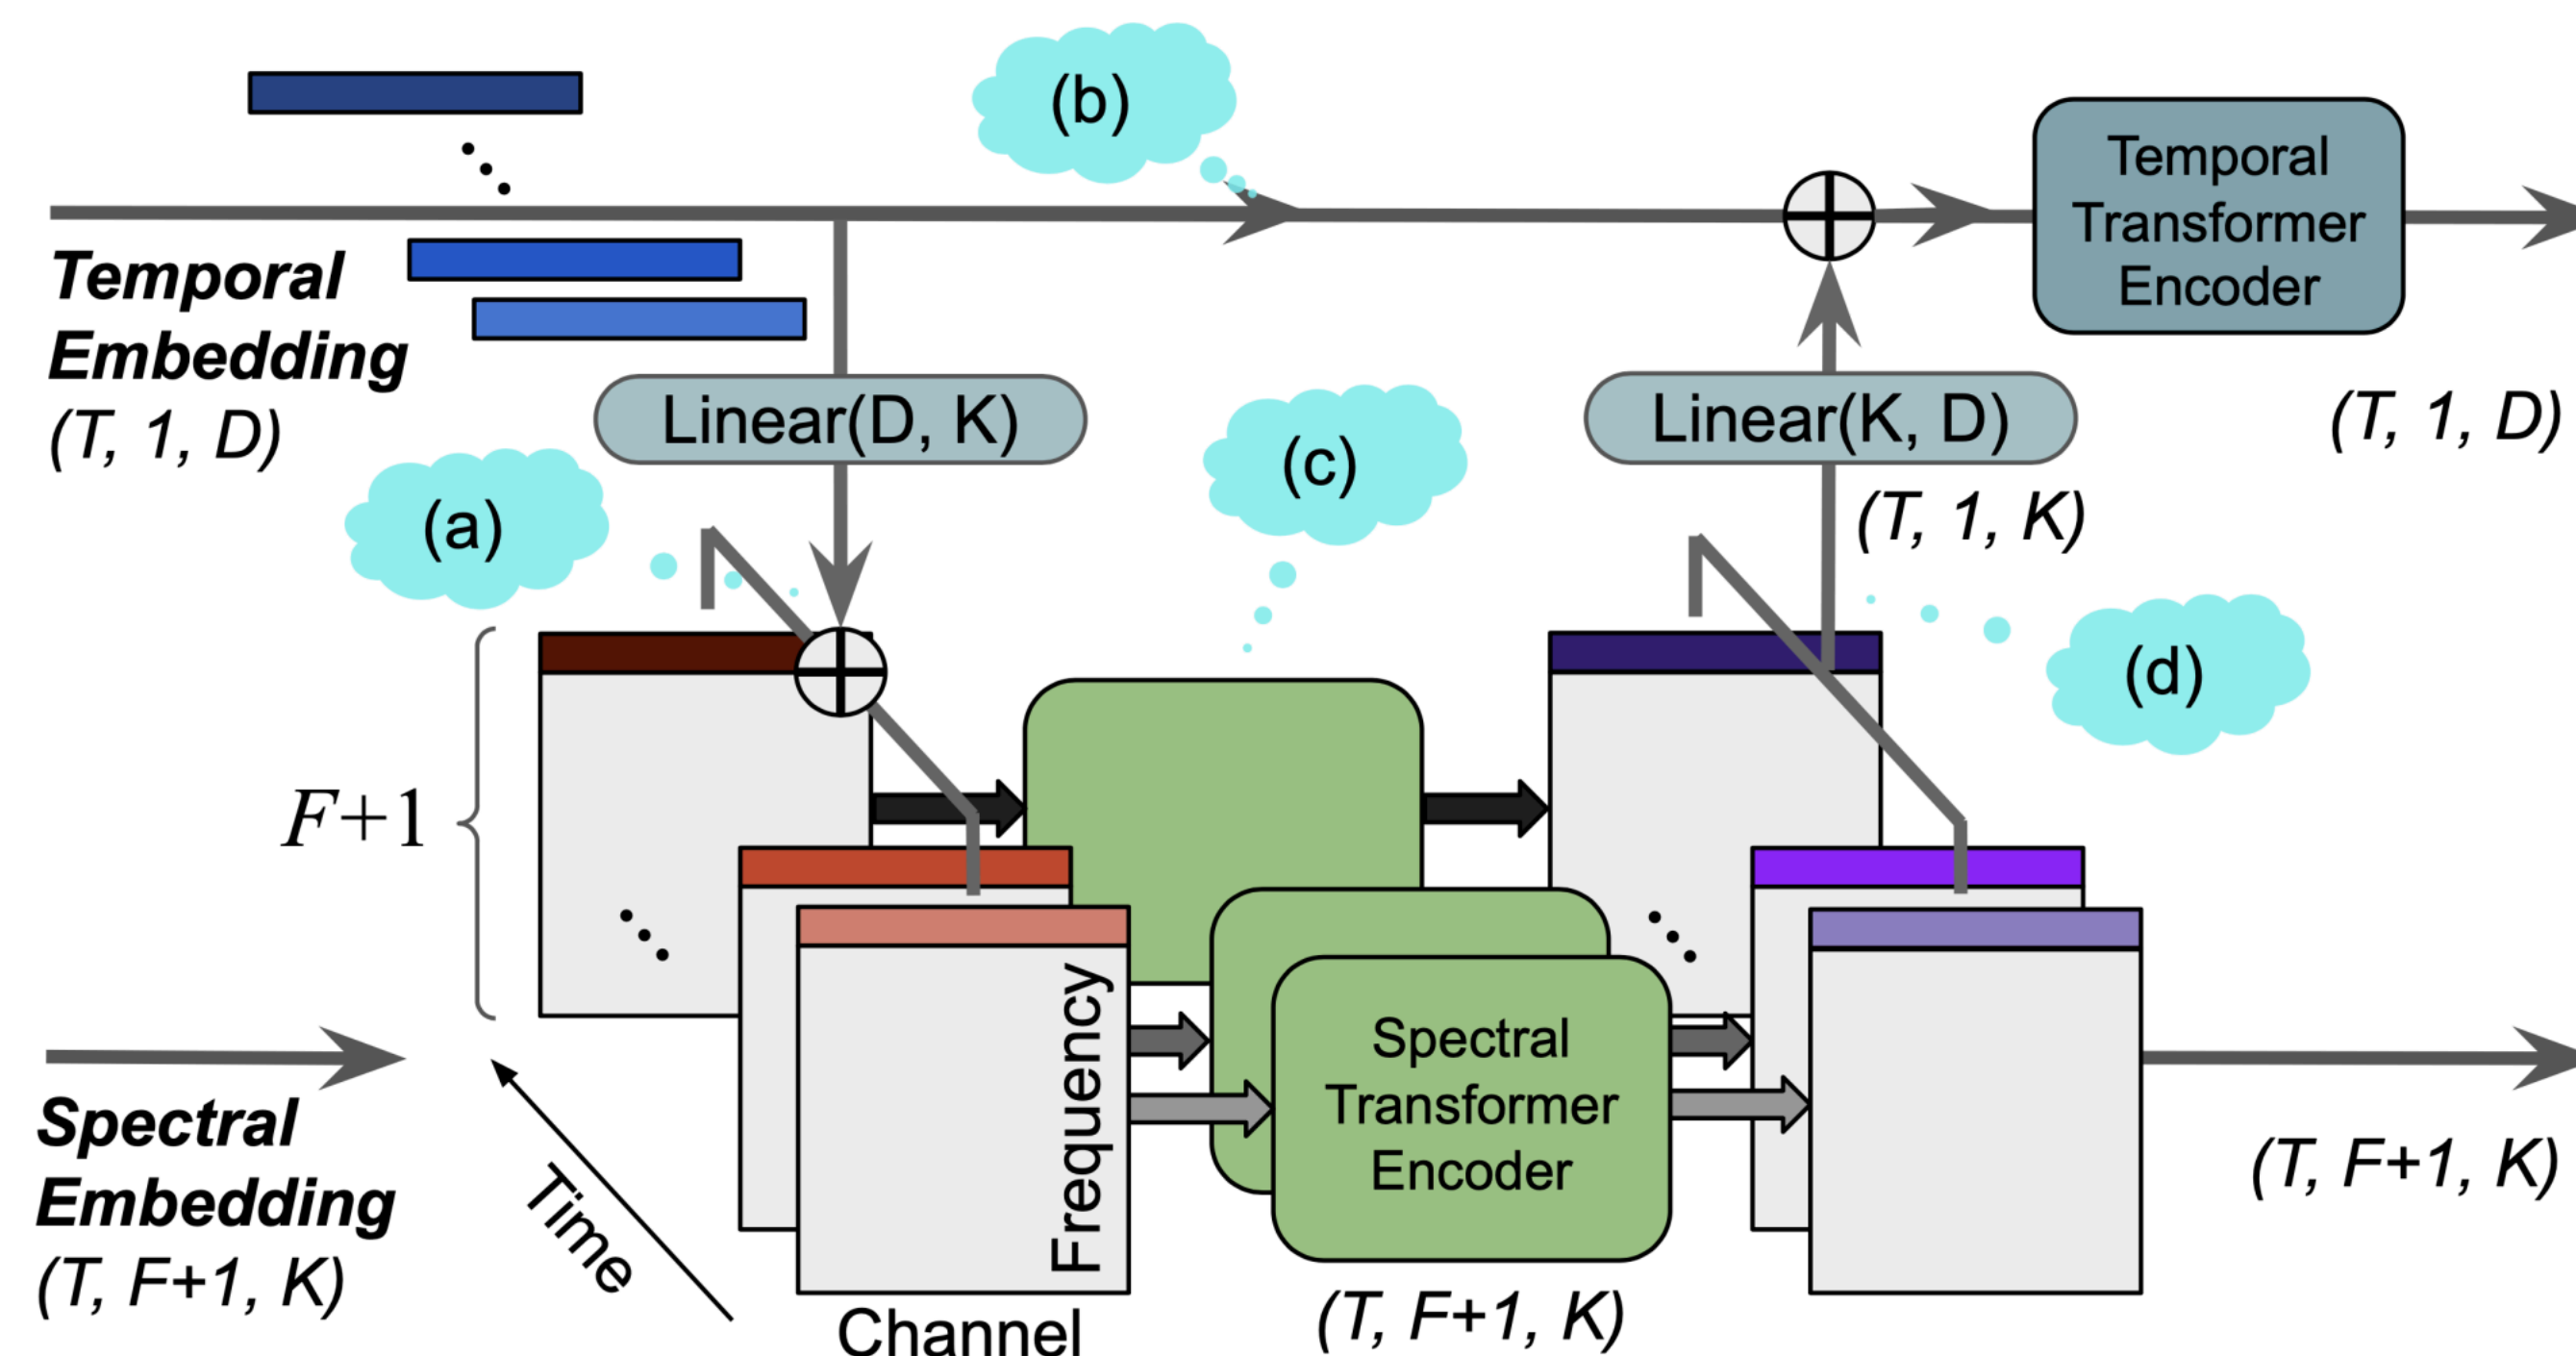 (b)
Temporal
Transformer
Encoder
Temporal
Embedding
(T, 1, D)
Linear(D, K)
Linear(K, D)
(T, 1, D)
(a)
(c)
(T, 1, K)
(d)
F+1
Frequency
Spectral
Transformer
Encoder
Spectral
Embedding
(T, F+1, K)
Time
Channel
(T, F+1, K)
(T, F+1, K)